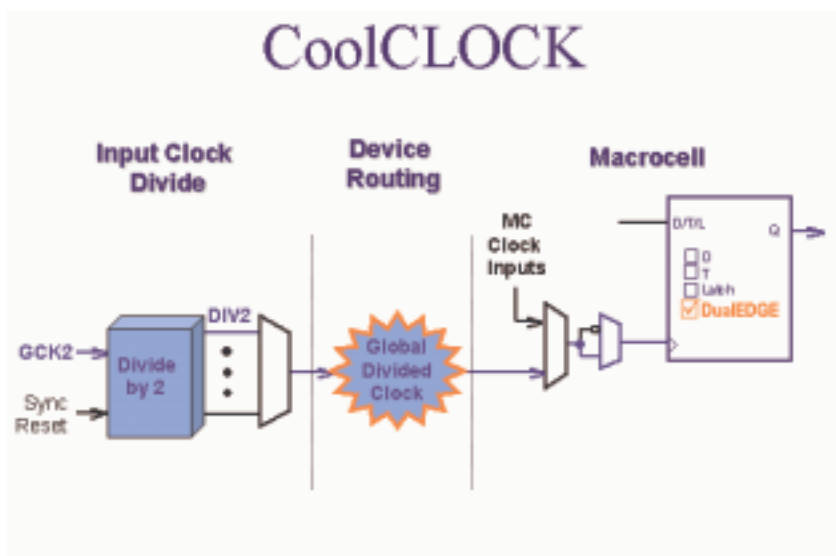 CoolCLOCK
Input Clock
Divide
Device
Routing
Macrocell
MC
Clock
Inputs
D/T/L
Q
D
T
Latch
DualEDGE
DIV2
GCK2
Divide
by 2
Sync
Reset
Global
Divided
Clock